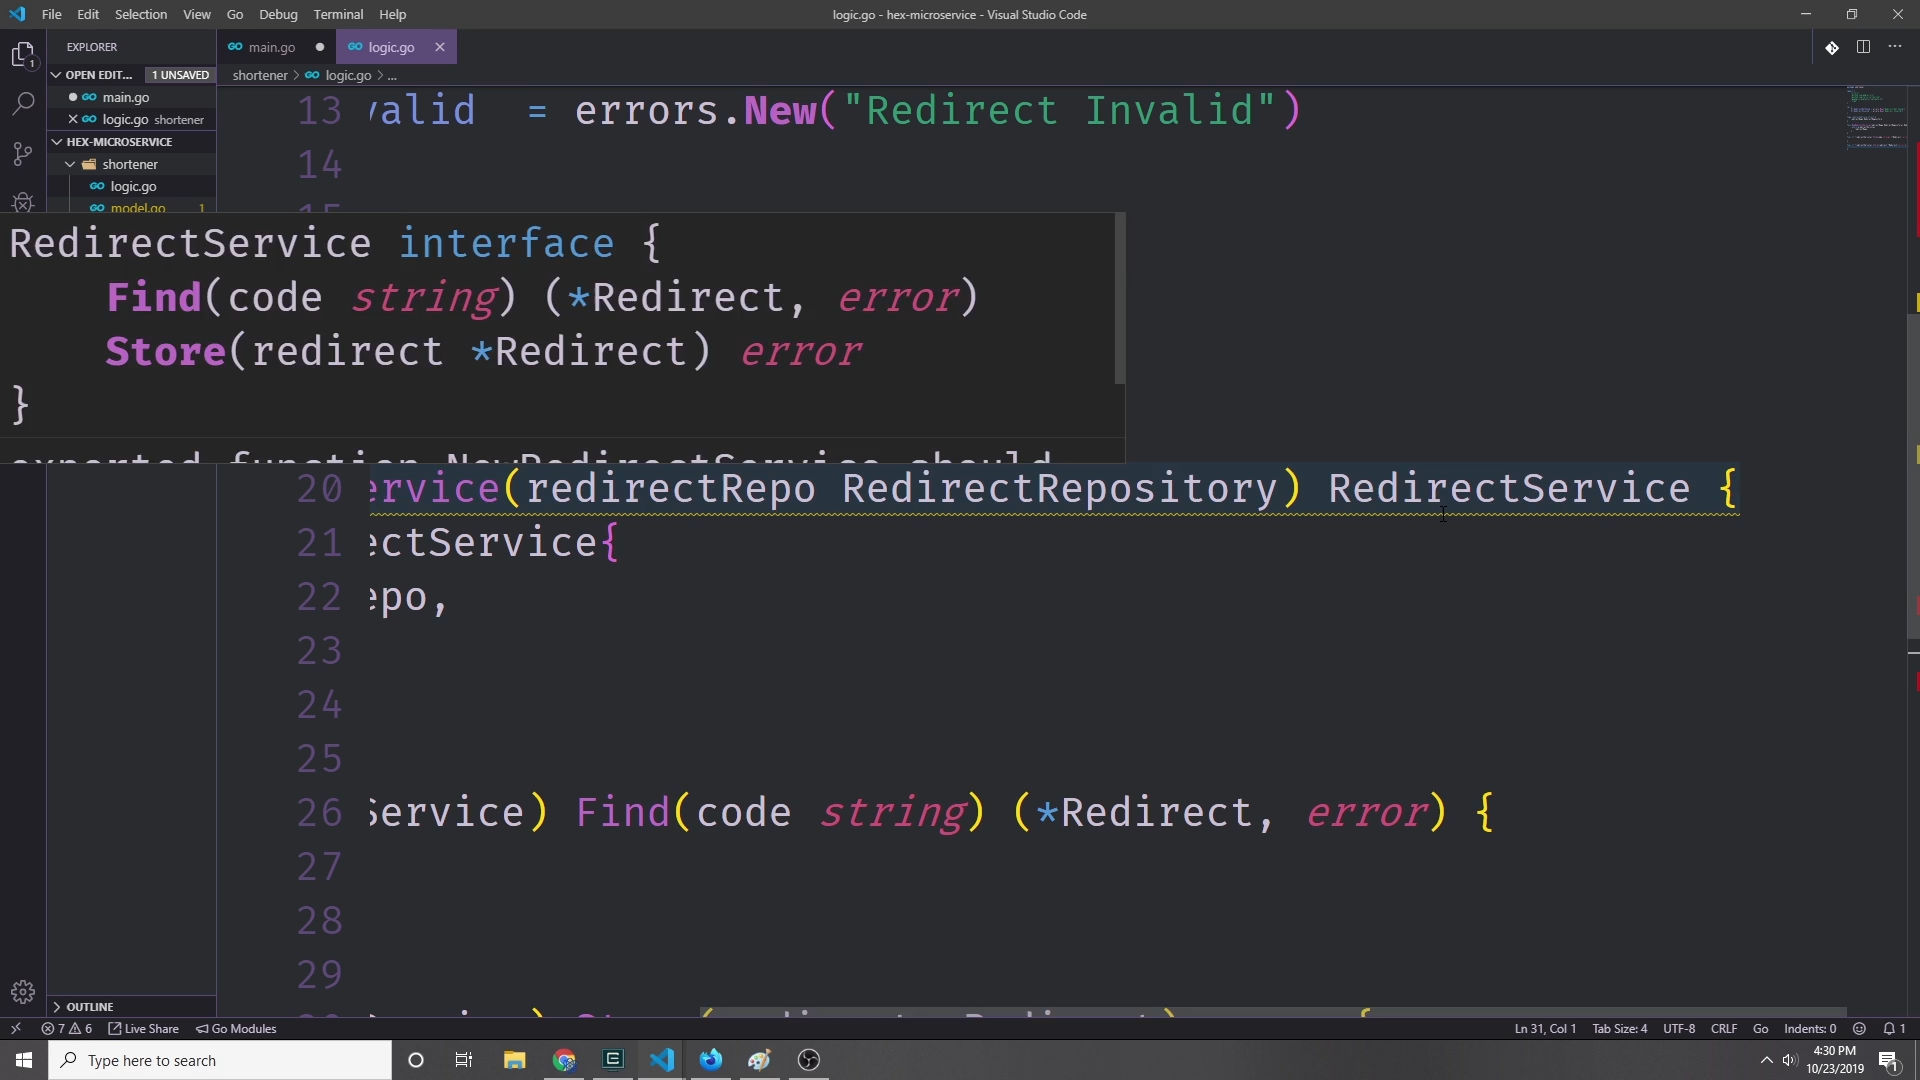 File Edit Selection View Go Debug Terminal Help
logic.go - hex-microservice - Visual Studio Code
EXPLORER
main.go
logic.go
OPEN EDIT... 1 UNSAVED
shortener > logic.go > ...
main.go
logic.go shortener
HEX-MICROSERVICE
shortener
logic.go
model.go 1
13 valid = errors.New("Redirect Invalid")
14
RedirectService interface {
Find(code string) (*Redirect, error)
Store(redirect *Redirect) error
}
exported function NewRedirectService should
20 ervice(redirectRepo RedirectRepository) RedirectService {
21 ectService{
22 epo,
23
24
25
26 Service) Find(code string) (*Redirect, error) {
27
28
29
OUTLINE
7 6 Live Share Go Modules
Ln 31, Col 1 Tab Size: 4 UTF-8 CRLF Go Indents: 0 1
Type here to search
4:30 PM
10/23/2019